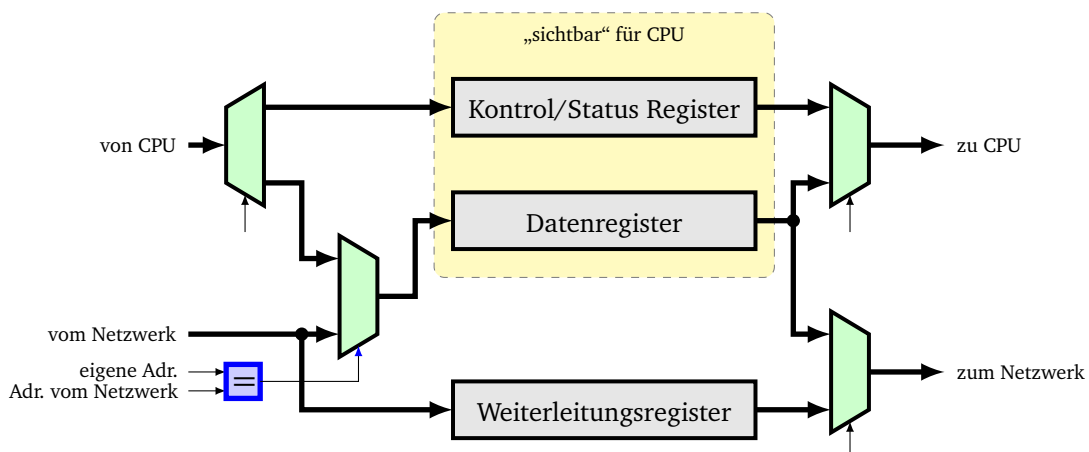 „sichtbar“ für CPU
Kontrol/Status Register
von CPU
zu CPU
Datenregister
vom Netzwerk
eigene Adr.
Adr. vom Netzwerk
=
zum Netzwerk
Weiterleitungsregister